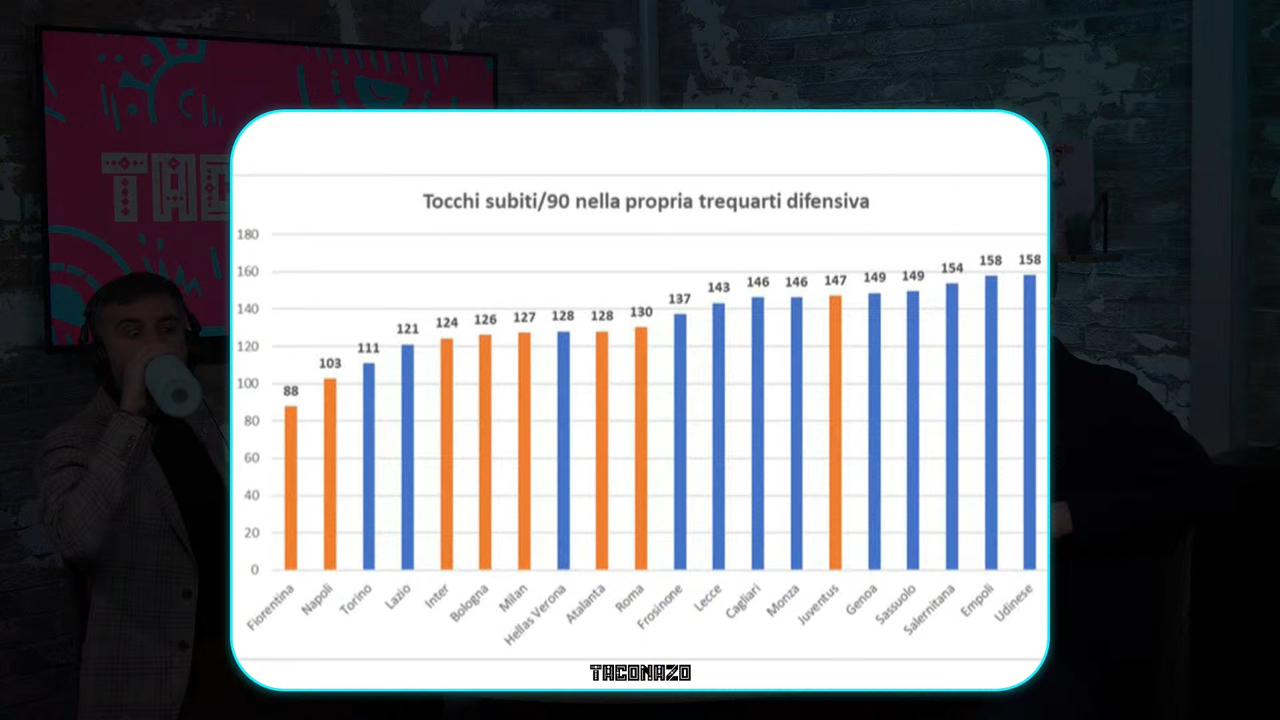 TAC
Tocchi subiti/90 nella propria trequarti difensiva
180
160
140
120
100
80
60
40
20
0
88
103
111
121
124
126
127
128
128
130
137
143
146
146
147
149
149
154
158
158
Fiorentina
Napoli
Torino
Lazio
Inter
Bologna
Milan
Hellas Verona
Atalanta
Roma
Frosinone
Lecce
Cagliari
Monza
Juventus
Genoa
Sassuolo
Salernitana
Empoli
Udinese
TACONAZO